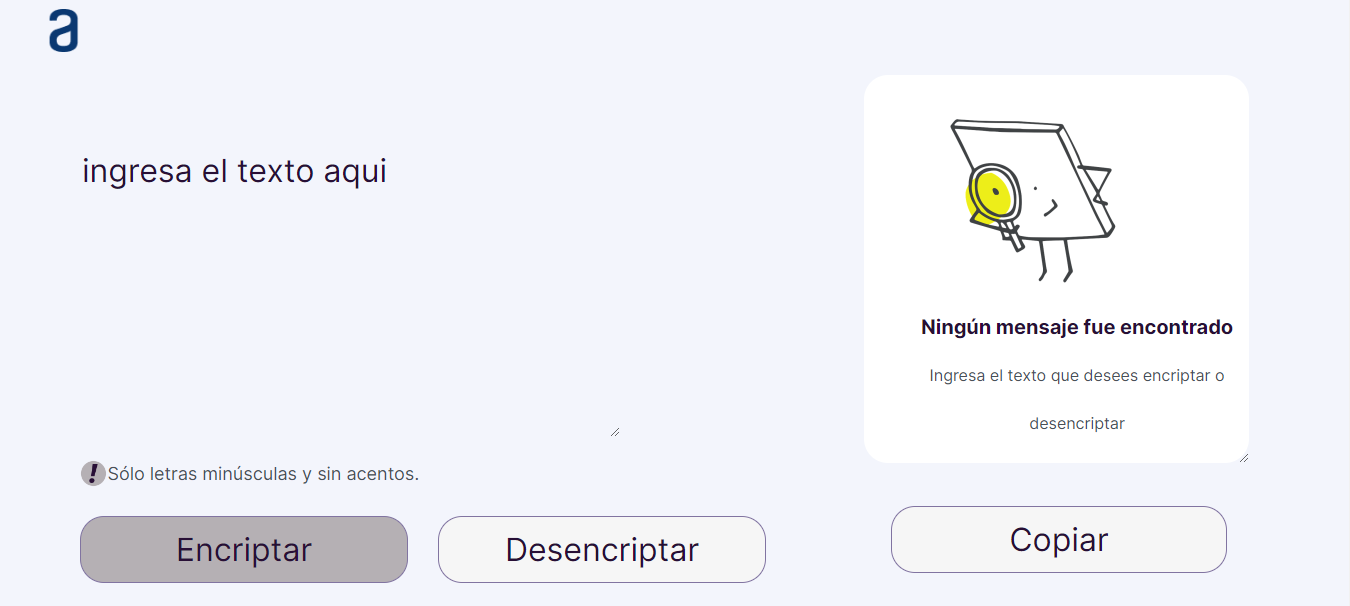 a
ingresa el texto aqui
Ningún mensaje fue encontrado
Ingresa el texto que desees encriptar o
desencriptar
!Sólo letras minúsculas y sin acentos.
Encriptar
Desencriptar
Copiar